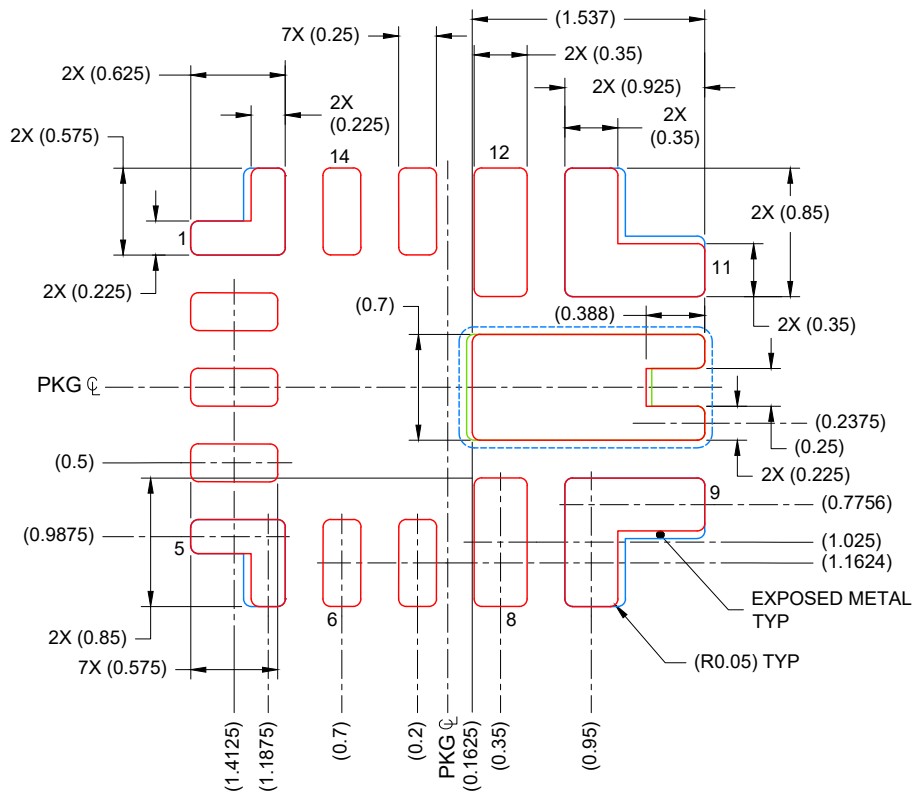 (1.537)
7X (0.25)
2X (0.35)
2X (0.625)
2X (0.925)
2X
(0.225)
2X
(0.35)
2X (0.575)
14
12
2X (0.85)
1
11
2X (0.225)
(0.7)
(0.388)
2X (0.35)
PKG ℄
(0.2375)
(0.25)
(0.5)
2X (0.225)
9
(0.7756)
(0.9875)
5
(1.025)
(1.1624)
EXPOSED METAL
TYP
6
8
2X (0.85)
(R0.05) TYP
7X (0.575)
(1.4125)
(1.1875)
(0.7)
(0.2)
PKG ℄
(0.1625)
(0.35)
(0.95)